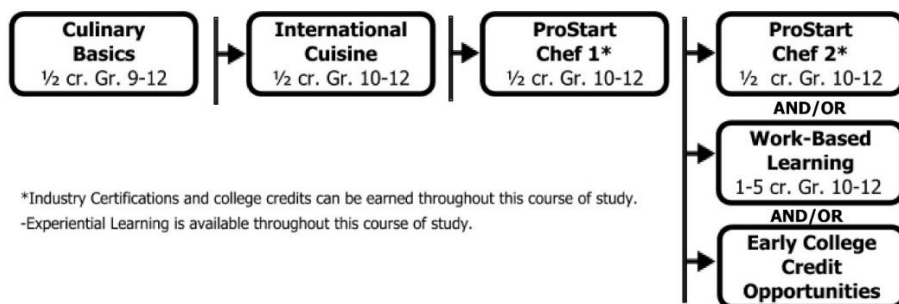 Culinary
Basics
½ cr. Gr. 9-12
International
Cuisine
½ cr. Gr. 10-12
ProStart
Chef 1*
½ cr. Gr. 10-12
ProStart
Chef 2*
½ cr. Gr. 10-12
AND/OR
Work-Based
Learning
1-5 cr. Gr. 10-12
AND/OR
Early College
Credit
Opportunities
*Industry Certifications and college credits can be earned throughout this course of study.
-Experiential Learning is available throughout this course of study.